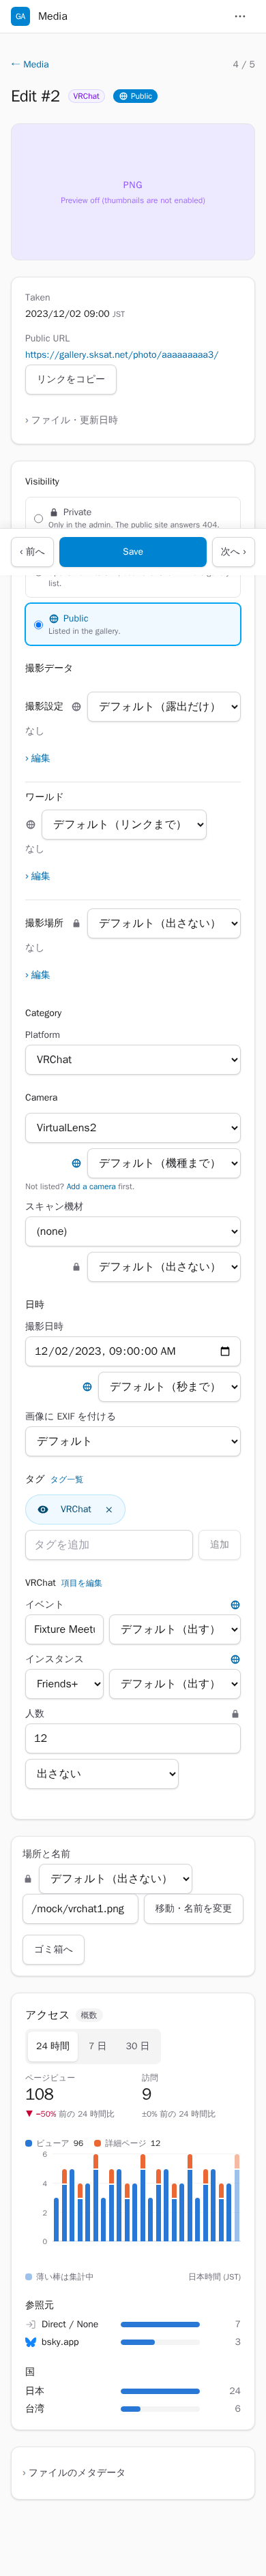 GA Media ···
← Media 4 / 5
Edit #2 VRChat Public
PNG
Preview off (thumbnails are not enabled)
Taken
2023/12/02 09:00 JST
Public URL
https://gallery.sksat.net/photo/aaaaaaaaa3/
リンクをコピー
› ファイル・更新日時
Visibility
Private
Only in the admin. The public site answers 404.
‹ 前へ Save 次へ ›
list.
Public
Listed in the gallery.
撮影データ
撮影設定 デフォルト（露出だけ）
なし
› 編集
ワールド
デフォルト（リンクまで）
なし
› 編集
撮影場所 デフォルト（出さない）
なし
› 編集
Category
Platform
VRChat
Camera
VirtualLens2
デフォルト（機種まで）
Not listed? Add a camera first.
スキャン機材
(none)
デフォルト（出さない）
日時
撮影日時
12/02/2023, 09:00:00 AM
デフォルト（秒まで）
画像に EXIF を付ける
デフォルト
タグ タグ一覧
VRChat ×
タグを追加 追加
VRChat 項目を編集
イベント
Fixture Meetu デフォルト（出す）
インスタンス
Friends+ デフォルト（出す）
人数
12
出さない
場所と名前
デフォルト（出さない）
/mock/vrchat1.png 移動・名前を変更
ゴミ箱へ
アクセス 概数
24 時間 7 日 30 日
ページビュー 訪問
108 9
▼ −50% 前の 24 時間比 ±0% 前の 24 時間比
ビューア 96 詳細ページ 12
6
4
2
0
薄い棒は集計中 日本時間 (JST)
参照元
Direct / None 7
bsky.app 3
国
日本 24
台湾 6
› ファイルのメタデータ